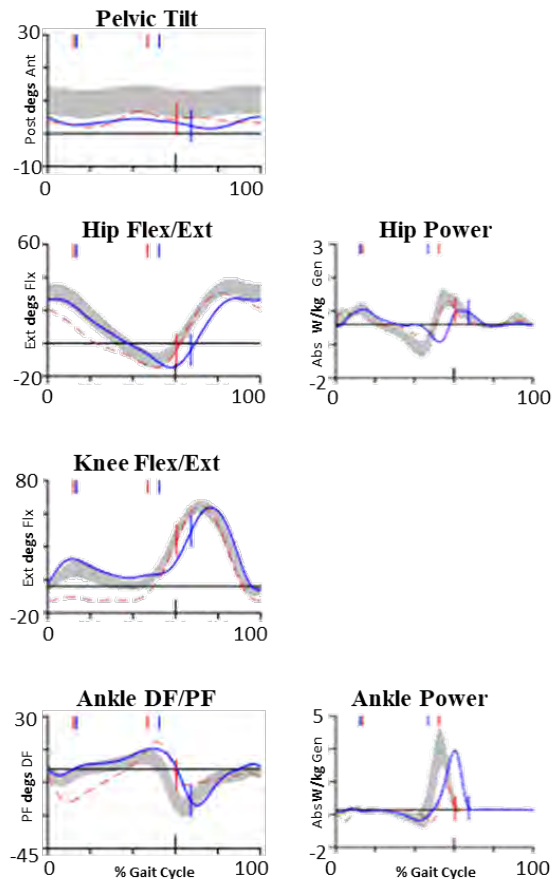 Pelvic Tilt
30
Post degs Ant
-10
0
100
Hip Flex/Ext
60
Ext degs Flx
-20
0
100
Hip Power
3
Abs W/kg Gen
-2
0
100
Knee Flex/Ext
80
Ext degs Flx
-20
0
100
Ankle DF/PF
30
PF degs DF
-45
0
% Gait Cycle
100
Ankle Power
5
Abs W/kg Gen
-2
0
% Gait Cycle
100